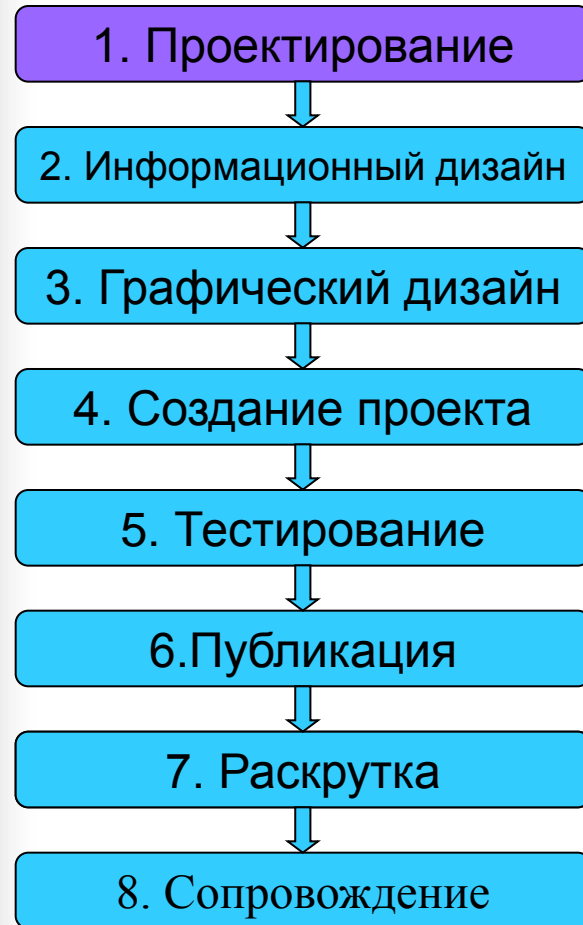 1. Проектирование
2. Информационный дизайн
3. Графический дизайн
4. Создание проекта
5. Тестирование
6.Публикация
7. Раскрутка
8. Сопровождение